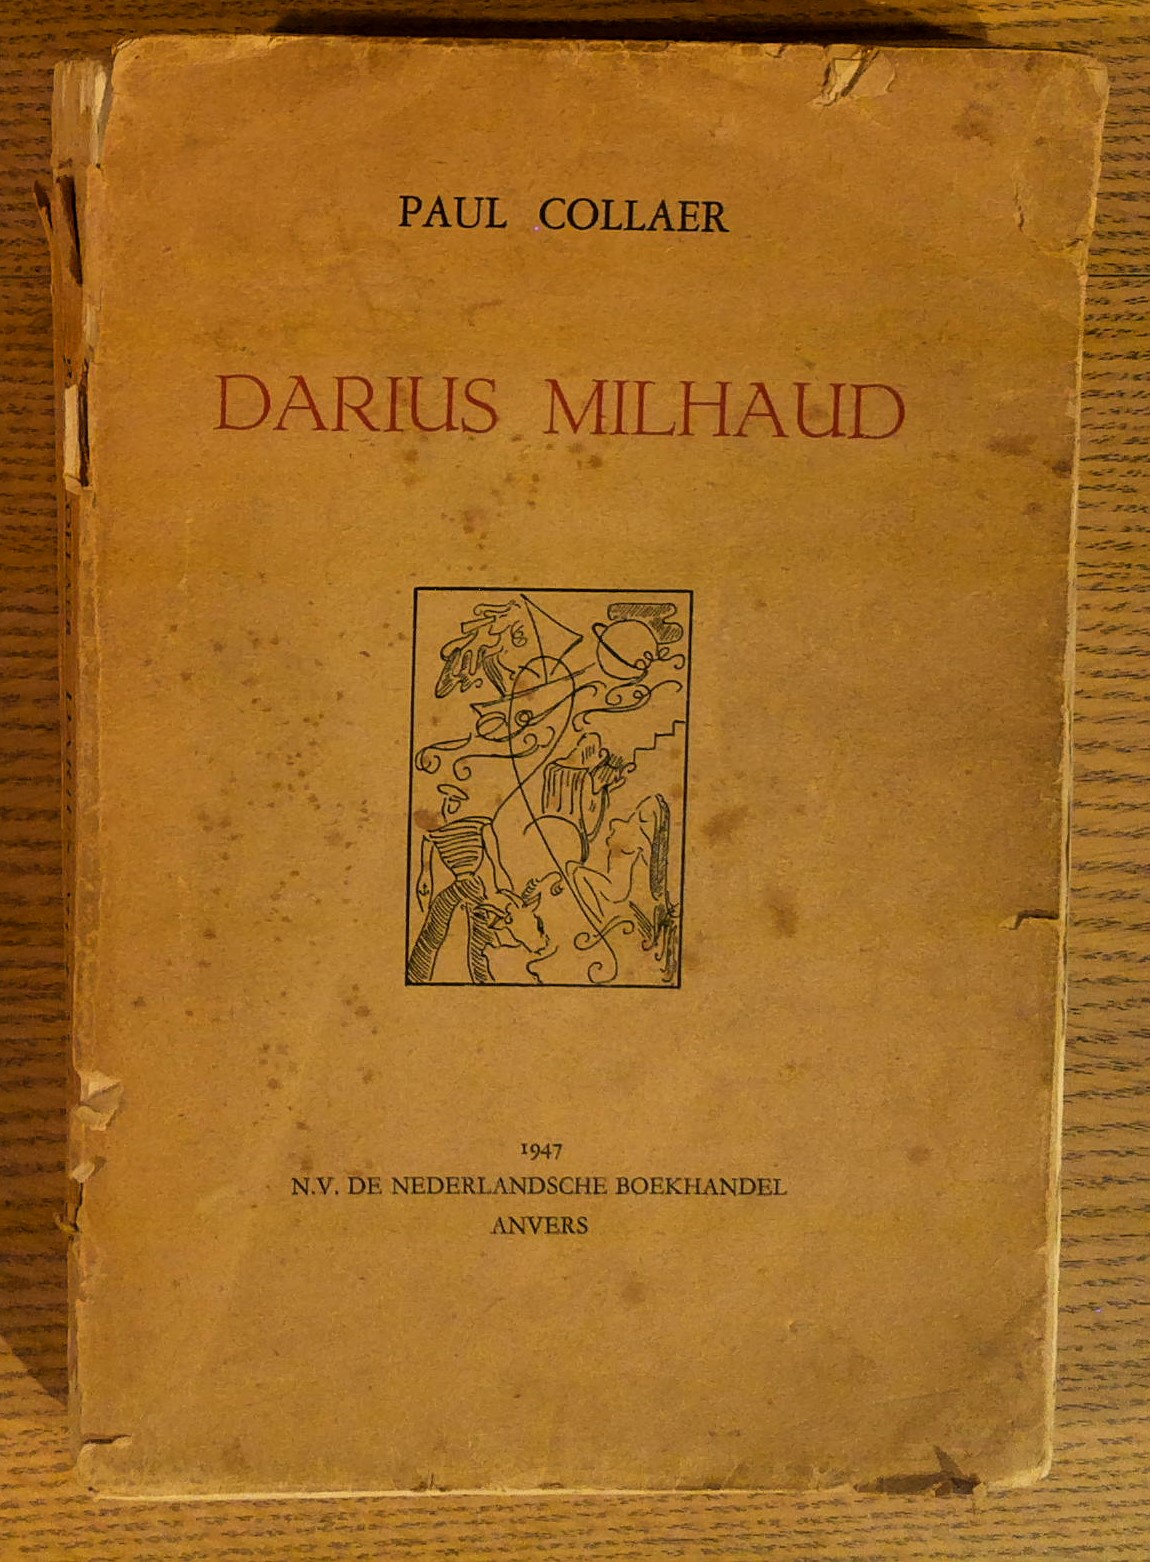 PAUL COLLAER
DARIUS MILHAUD
1947
N.V. DE NEDERLANDSCHE BOEKHANDEL
ANVERS